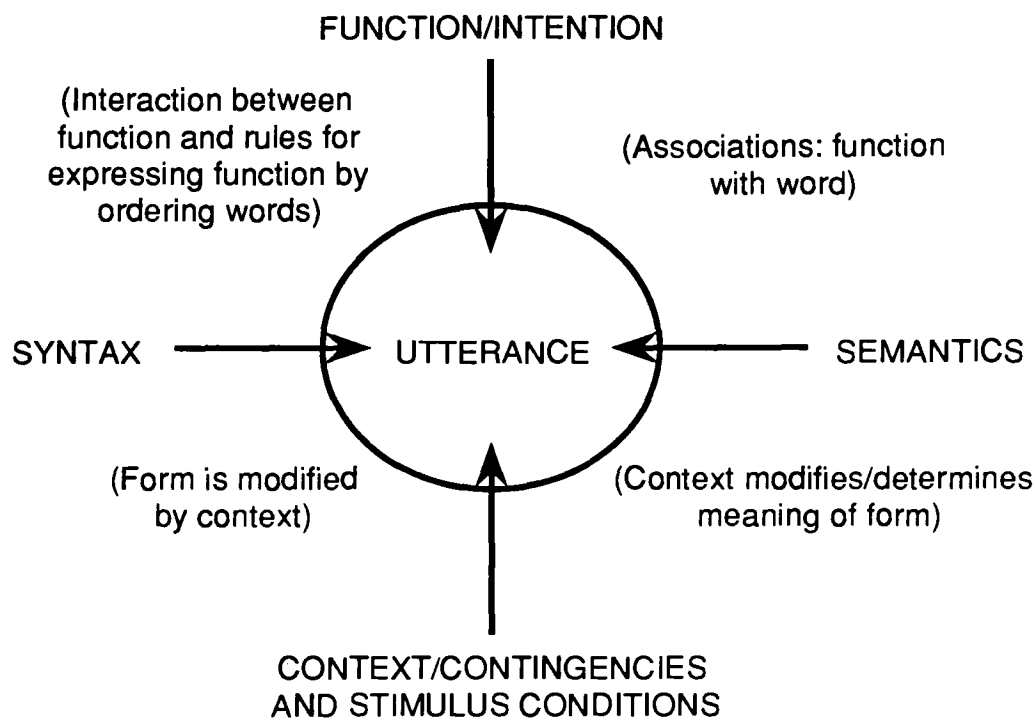 FUNCTION/INTENTION
(Interaction between
function and rules for
expressing function by
ordering words)
(Associations: function
with word)
SYNTAX
UTTERANCE
SEMANTICS
(Form is modified
by context)
(Context modifies/determines
meaning of form)
CONTEXT/CONTINGENCIES
AND STIMULUS CONDITIONS